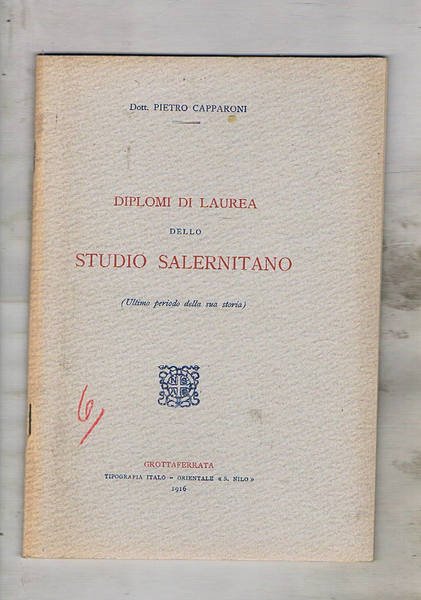 Dott. PIETRO CAPPARONI
DIPLOMI DI LAUREA
DELLO
STUDIO SALERNITANO
(Ultimo periodo della sua storia)
GROTTAFERRATA
TIPOGRAFIA ITALO - ORIENTALE « S. NILO »
1916